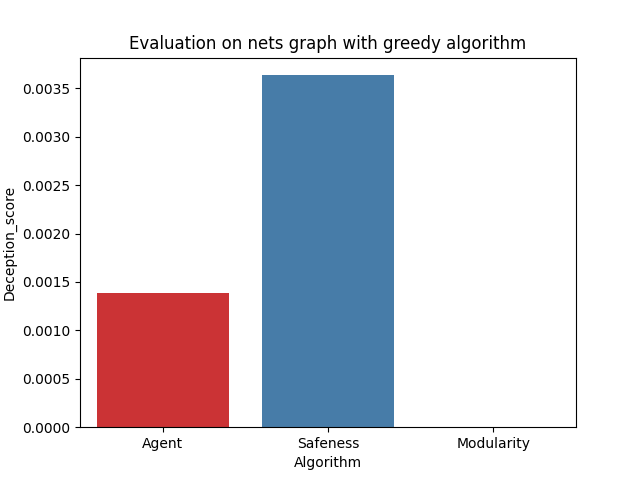 Evaluation on nets graph with greedy algorithm
Deception_score
0.0035
0.0030
0.0025
0.0020
0.0015
0.0010
0.0005
0.0000
Agent
Safeness
Modularity
Algorithm